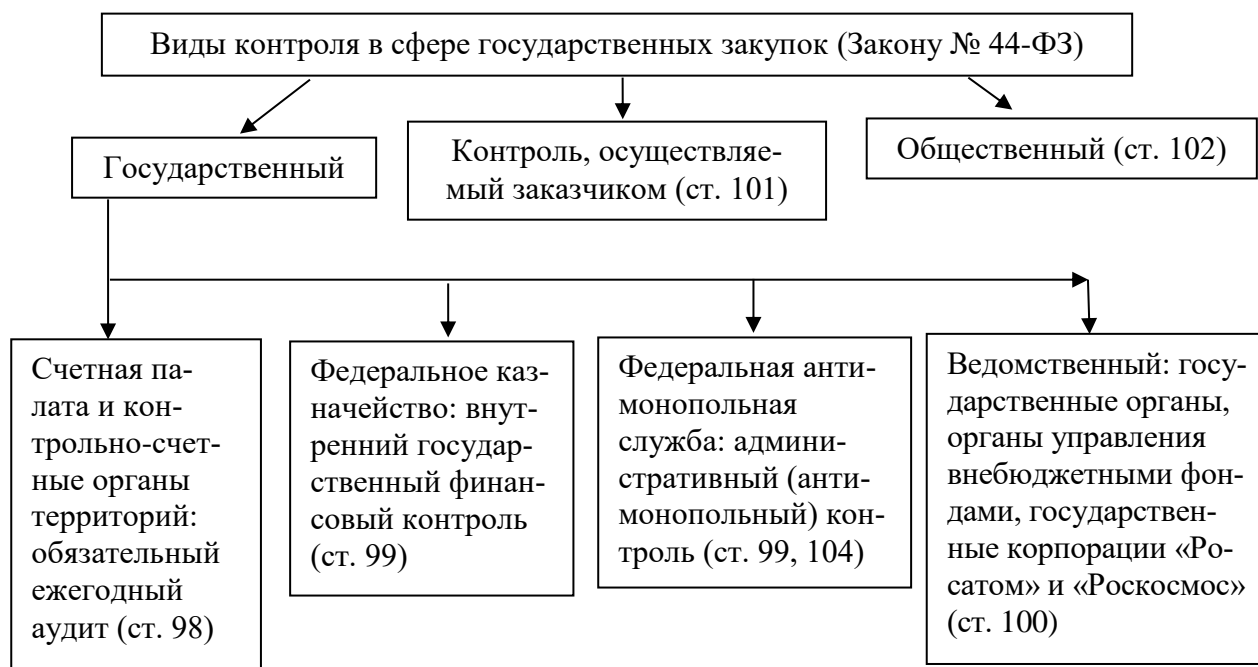 Виды контроля в сфере государственных закупок (Закону № 44-ФЗ)
Государственный
Контроль, осуществляе-
мый заказчиком (ст. 101)
Общественный (ст. 102)
Счетная па-
лата и кон-
трольно-счет-
ные органы
территорий:
обязательный
ежегодный
аудит (ст. 98)
Федеральное каз-
начейство: внут-
ренний государ-
ственный финан-
совый контроль
(ст. 99)
Федеральная анти-
монопольная
служба: админи-
стративный (анти-
монопольный) кон-
троль (ст. 99, 104)
Ведомственный: госу-
дарственные органы,
органы управления
внебюджетными фон-
дами, государствен-
ные корпорации «Ро-
сатом» и «Роскосмос»
(ст. 100)